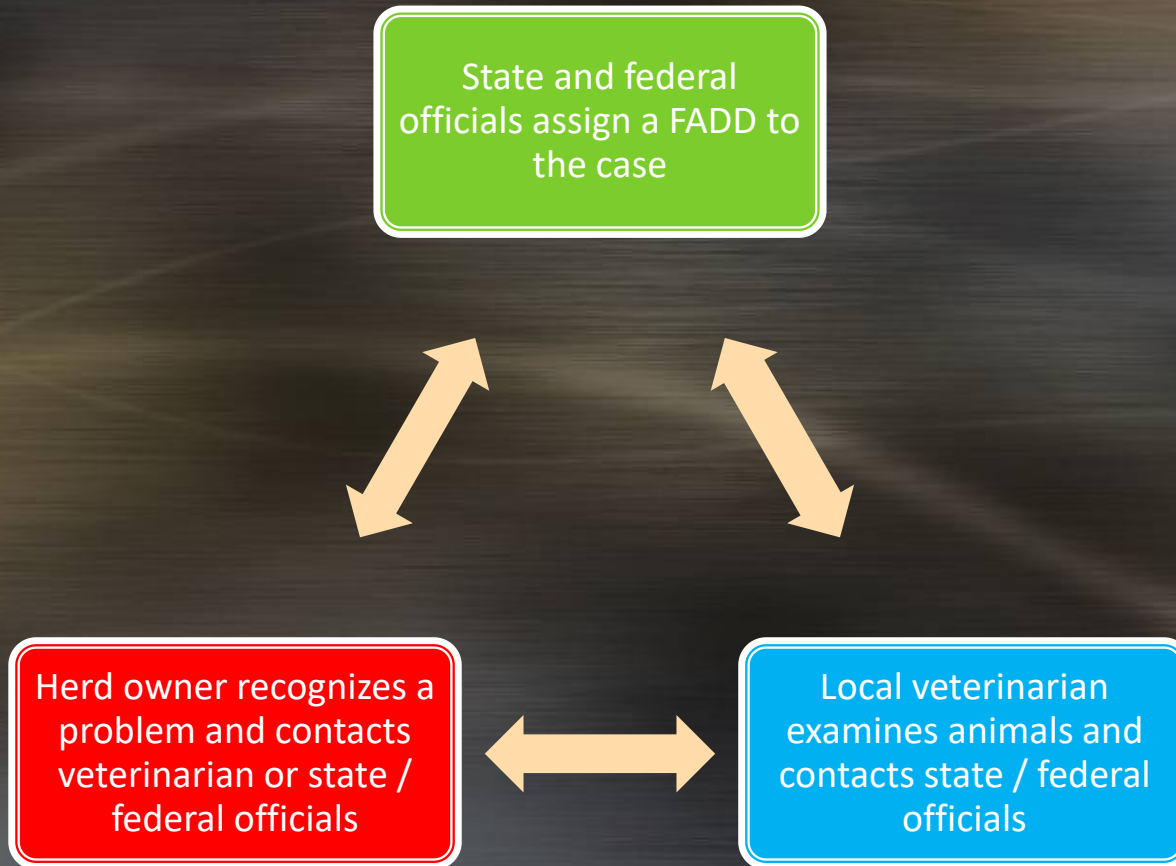 State and federal
officials assign a FADD to
the case
Herd owner recognizes a
problem and contacts
veterinarian or state /
federal officials
Local veterinarian
examines animals and
contacts state / federal
officials